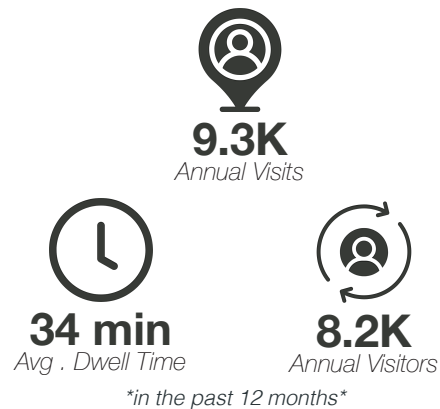 9.3K
Annual Visits
34 min
Avg . Dwell Time
8.2K
Annual Visitors
*in the past 12 months*